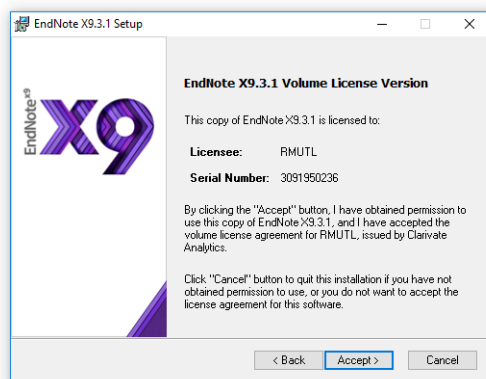 EndNote X9.3.1 Setup
EndNote X9
X9
EndNote X9.3.1 Volume License Version
This copy of EndNote X9.3.1 is licensed to:
Licensee: RMUTL
Serial Number: 3091950236
By clicking the "Accept" button, I have obtained permission to
use this copy of EndNote X9.3.1, and I have accepted the
volume license agreement for RMUTL, issued by Clarivate
Analytics.
Click "Cancel" button to quit this installation if you have not
obtained permission to use, or you do not want to accept the
license agreement for this software.
< Back Accept > Cancel